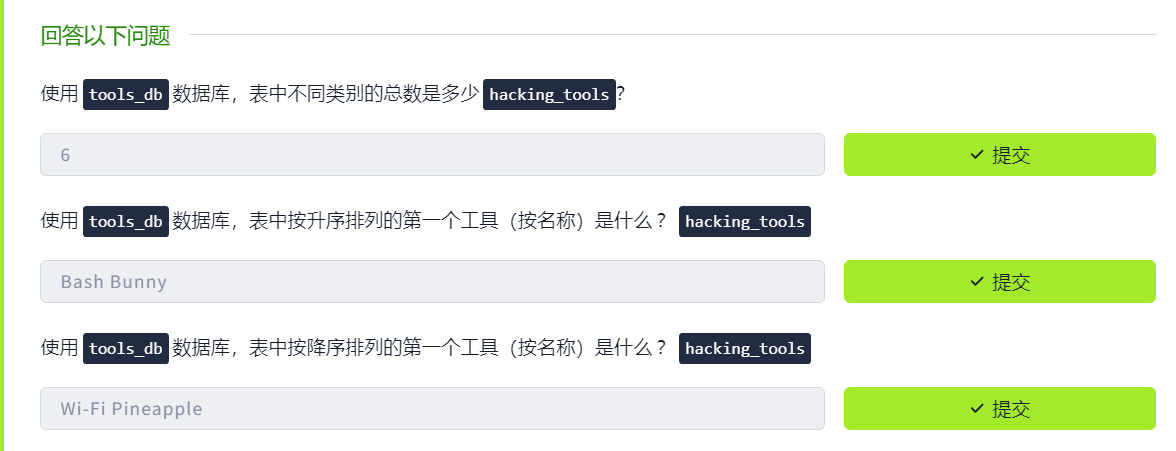 回答以下问题
使用 tools_db 数据库，表中不同类别的总数是多少 hacking_tools?
6
✓ 提交
使用 tools_db 数据库，表中按升序排列的第一个工具（按名称）是什么？ hacking_tools
Bash Bunny
✓ 提交
使用 tools_db 数据库，表中按降序排列的第一个工具（按名称）是什么？ hacking_tools
Wi-Fi Pineapple
✓ 提交